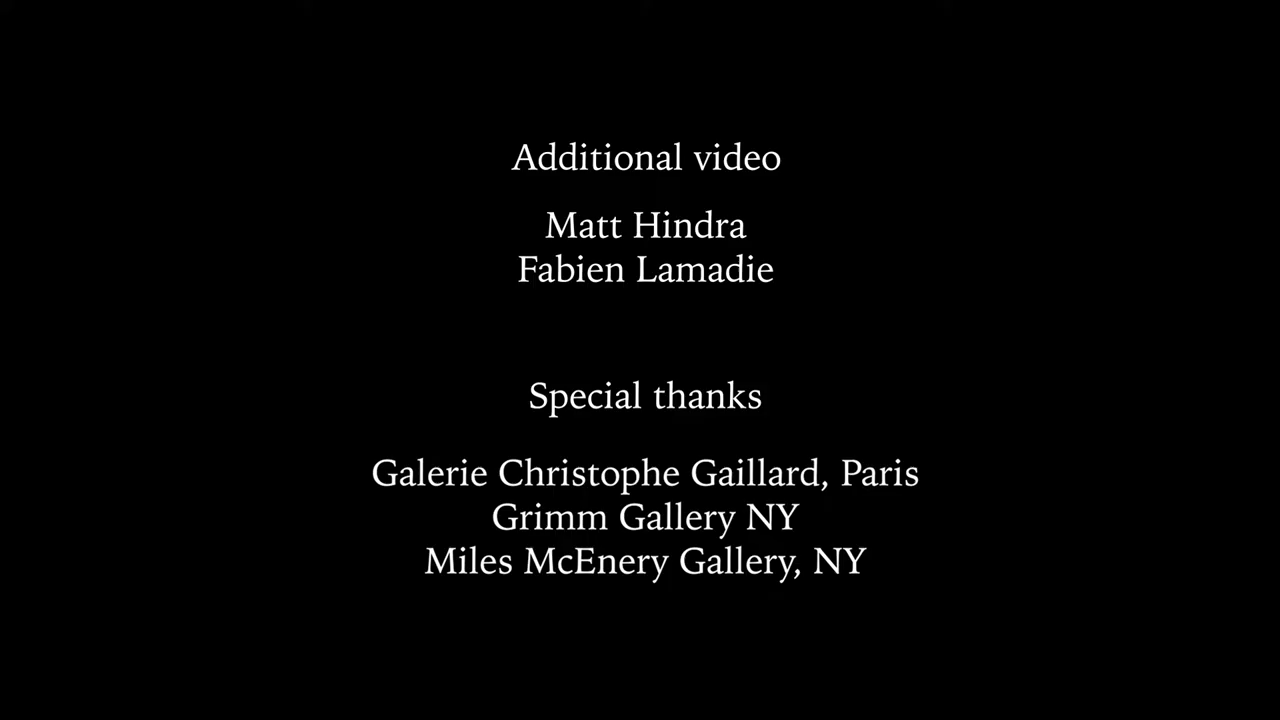 Additional video
Matt Hindra
Fabien Lamadie
Special thanks
Galerie Christophe Gaillard, Paris
Grimm Gallery NY
Miles McEnery Gallery, NY